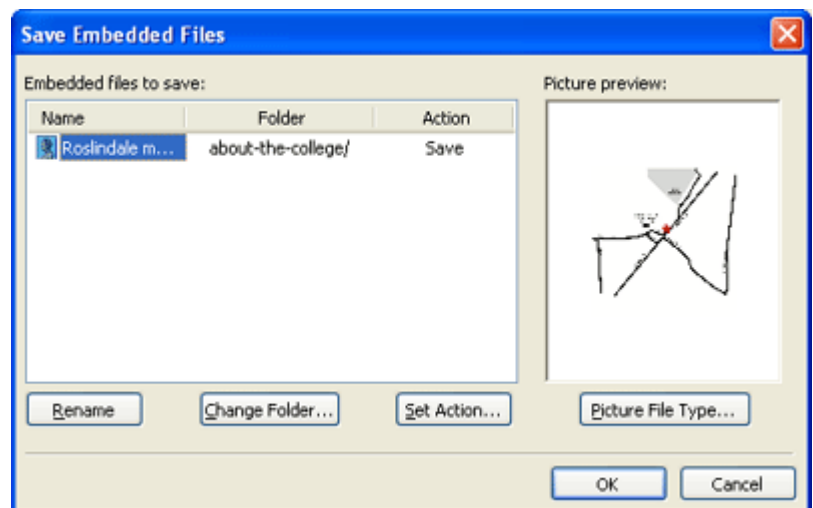 Save Embedded Files
Embedded files to save:
Picture preview:
Name Folder Action
Roslindale m... about-the-college/ Save
Rename Change Folder... Set Action... Picture File Type...
OK Cancel